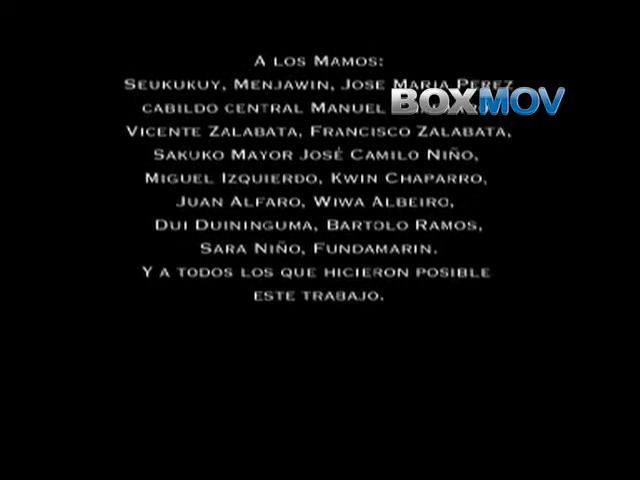 A LOS MAMOS:
SEUKUKUY, MENJAWIN, JOSE MARIA PEREZ
CABILDO CENTRAL MANUEL
BOXMOV
VICENTE ZALABATA, FRANCISCO ZALABATA,
SAKUKO MAYOR JOSÉ CAMILO NIÑO,
MIGUEL IZQUIERDO, KWIN CHAPARRO,
JUAN ALFARO, WIWA ALBEIRO,
DUI DUININGUMA, BARTOLO RAMOS,
SARA NIÑO, FUNDAMARIN.
Y A TODOS LOS QUE HICIERON POSIBLE
ESTE TRABAJO.